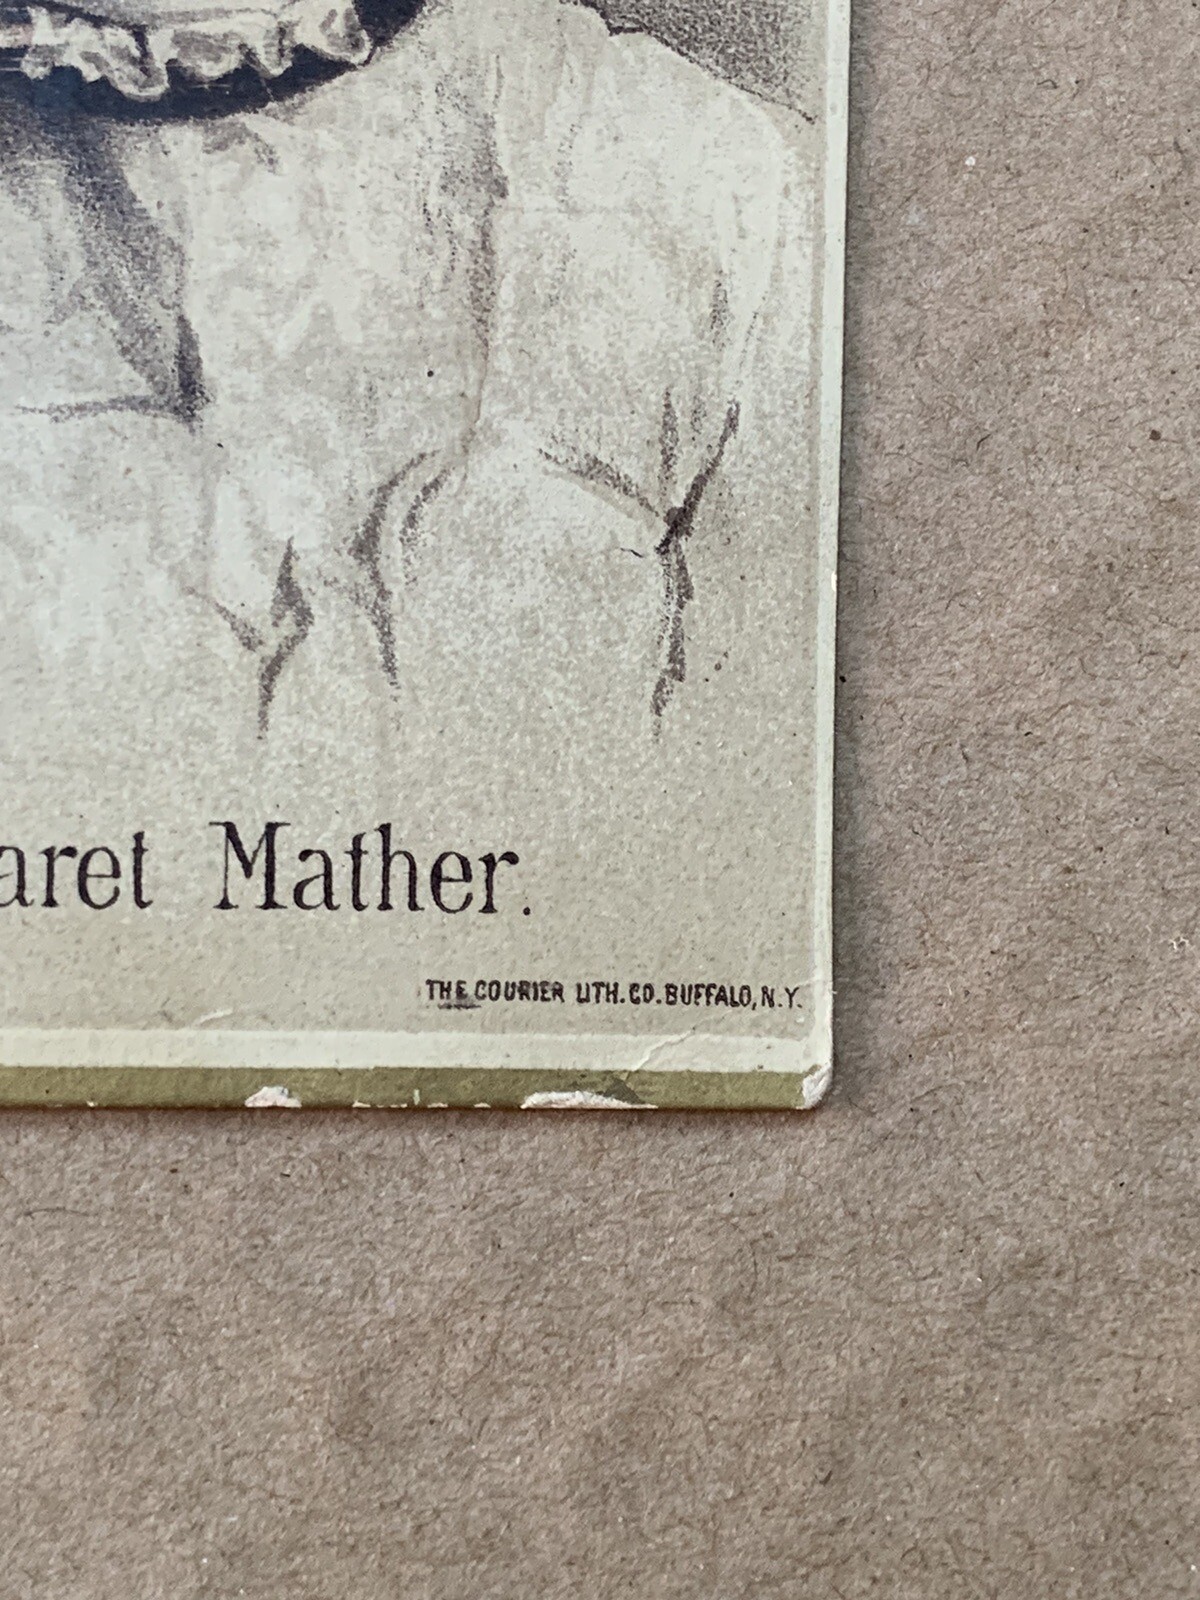 aret Mather.
THE COURIER LITH. CO. BUFFALO, N.Y.